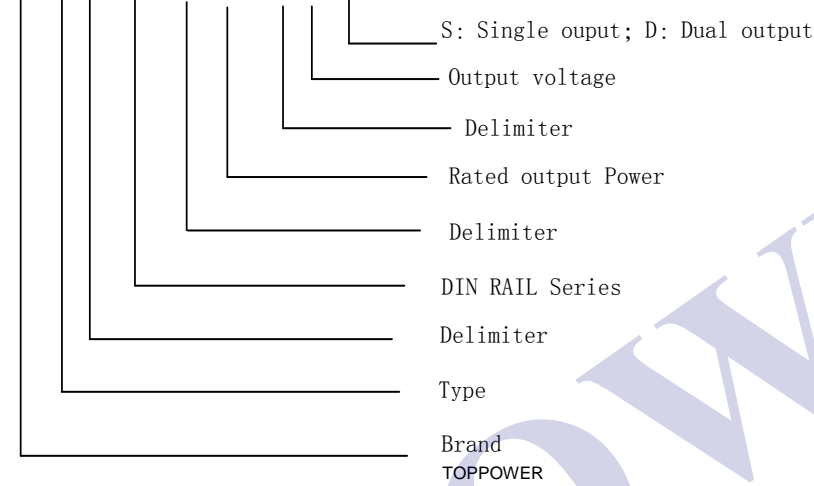 S: Single ouput; D: Dual output
Output voltage
Delimiter
Rated output Power
Delimiter
DIN RAIL Series
Delimiter
Type
Brand
TOPPOWER